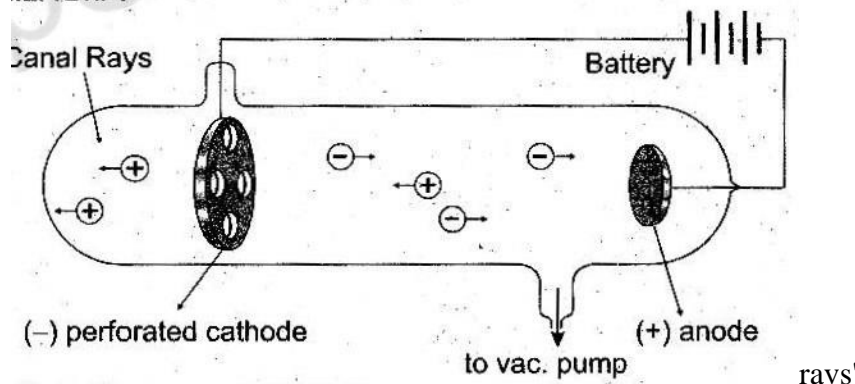 Canal Rays
Battery
(−) perforated cathode
(+) anode
to vac. pump
rays'